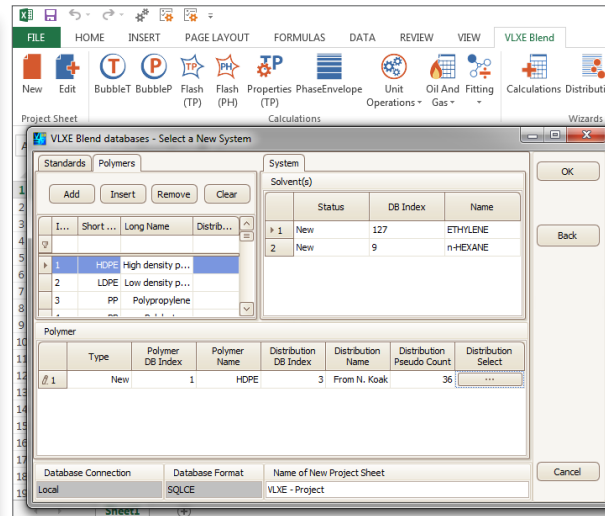 FILE HOME INSERT PAGE LAYOUT FORMULAS DATA REVIEW VIEW VLXE Blend
New Edit BubbleT BubbleP Flash (TP) Flash (PH) Properties (TP) PhaseEnvelope Unit Operations Oil And Gas Fitting Calculations
Project Sheet Calculations Wizards
VLXE Blend databases - Select a New System
Standards Polymers System
Solvent(s)
Add Insert Remove Clear
Status DB Index Name
I... Short ... Long Name Distrib...
1 New 127 ETHYLENE
2 New 9 n-HEXANE
1 HDPE High density p...
2 LDPE Low density p...
3 PP Polypropylene
OK
Back
Polymer
Type Polymer DB Index Polymer Name Distribution DB Index Distribution Name Distribution Pseudo Count Distribution Select
1 New 1 HDPE 3 From N. Koak 36 ...
Database Connection Database Format Name of New Project Sheet
Local SQLCE VLXE - Project
Cancel
Sheet1